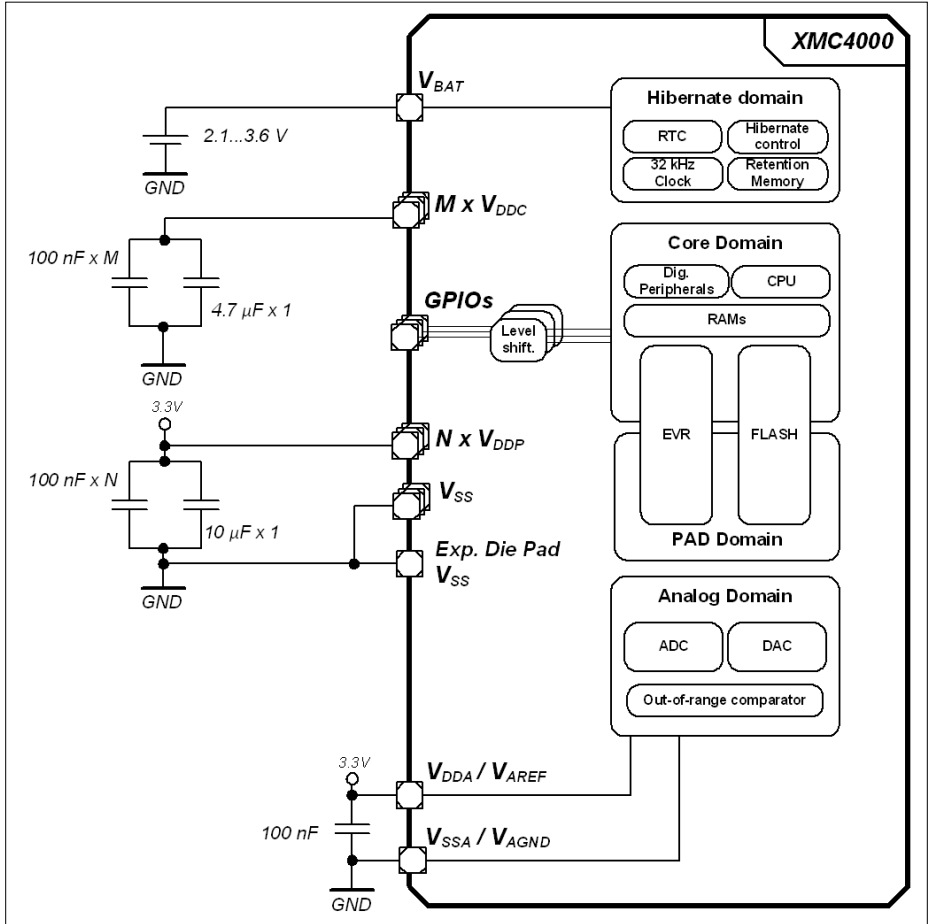 XMC4000
VBAT
2.1...3.6 V
GND
Hibernate domain
RTC
Hibernate
control
32 kHz
Clock
Retention
Memory
M x VDDC
100 nF x M
4.7 µF x 1
GND
GPIOs
Level
shift.
Core Domain
Dig.
Peripherals
CPU
RAMs
EVR
FLASH
PAD Domain
3.3V
N x VDDP
100 nF x N
10 µF x 1
VSS
Exp. Die Pad
VSS
GND
Analog Domain
ADC
DAC
Out-of-range comparator
3.3V
VDDA / VAREF
100 nF
VSSA / VAGND
GND